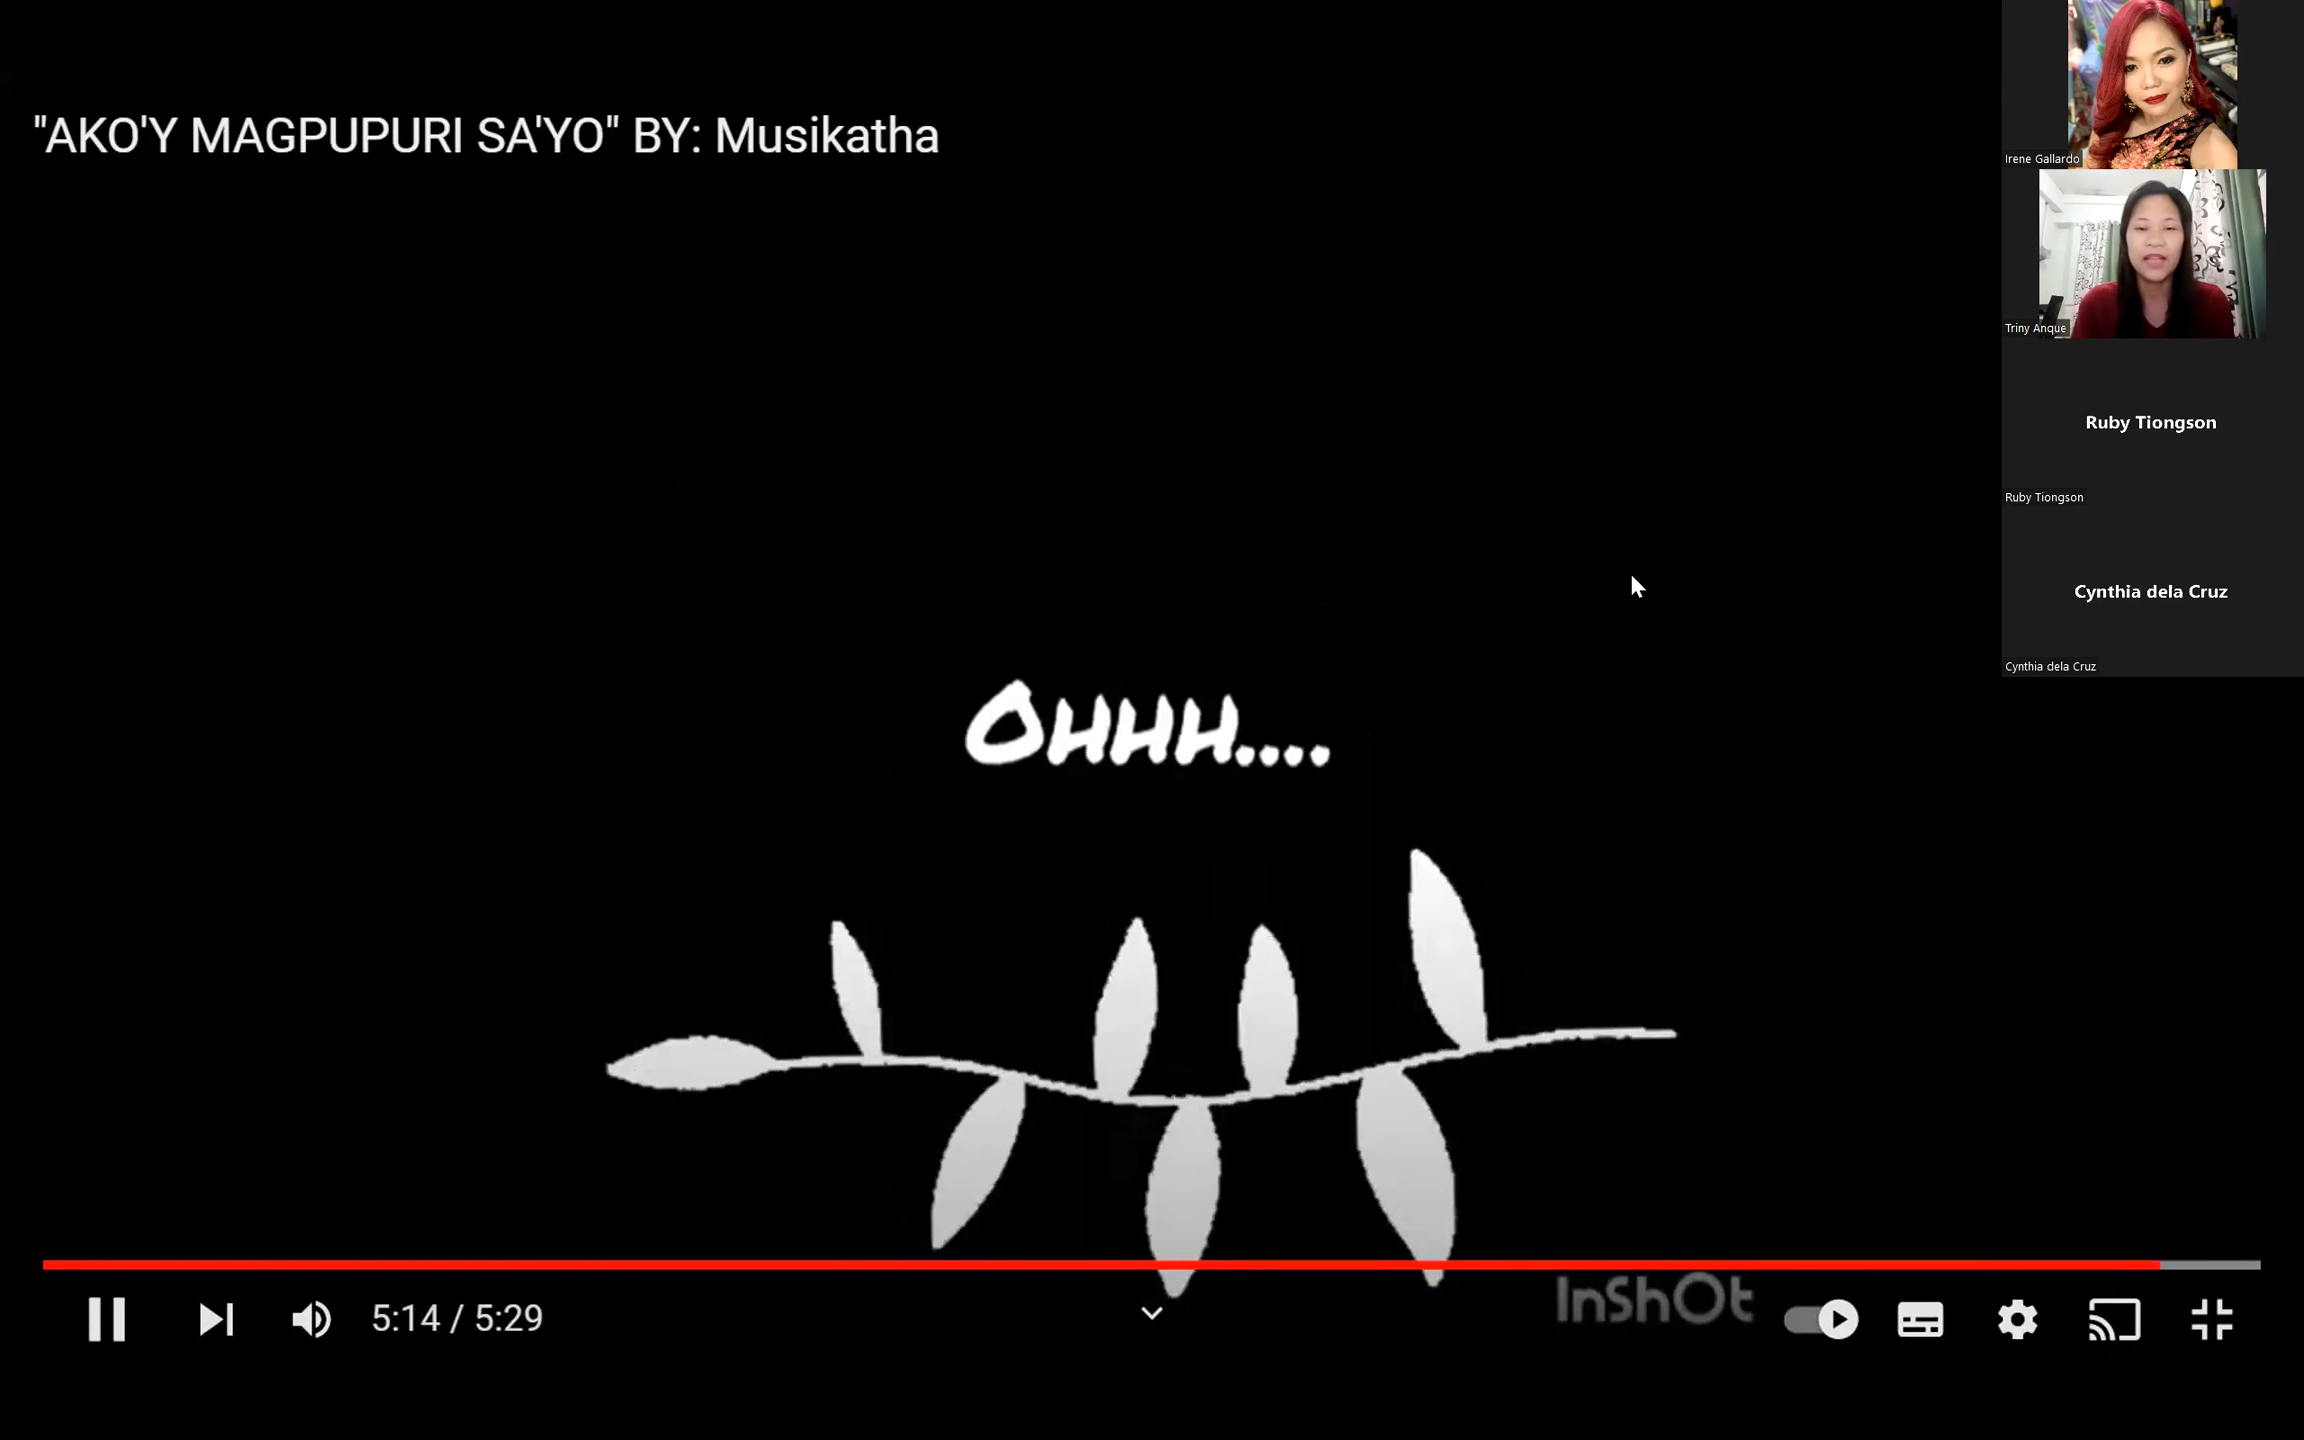 "AKO'Y MAGPUPURI SA'YO" BY: Musikatha
Irene Gallardo
Triny Anque
Ruby Tiongson
Ruby Tiongson
Cynthia dela Cruz
Cynthia dela Cruz
OHHH....
InShOt
5:14 / 5:29